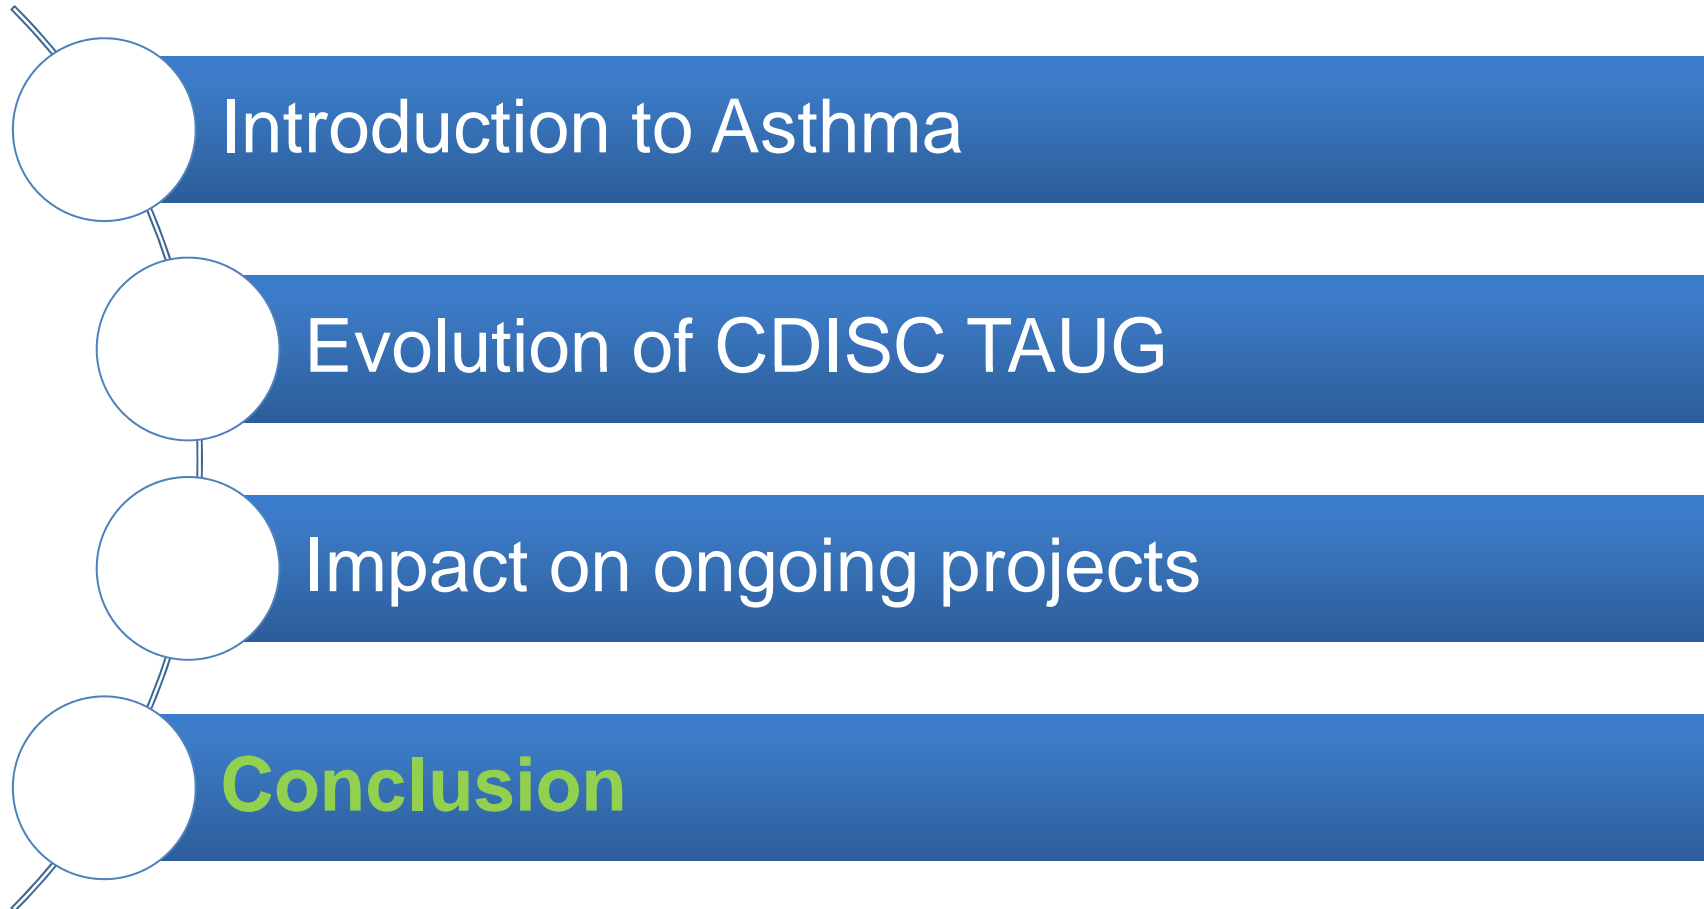 Introduction to Asthma
Evolution of CDISC TAUG
Impact on ongoing projects
Conclusion